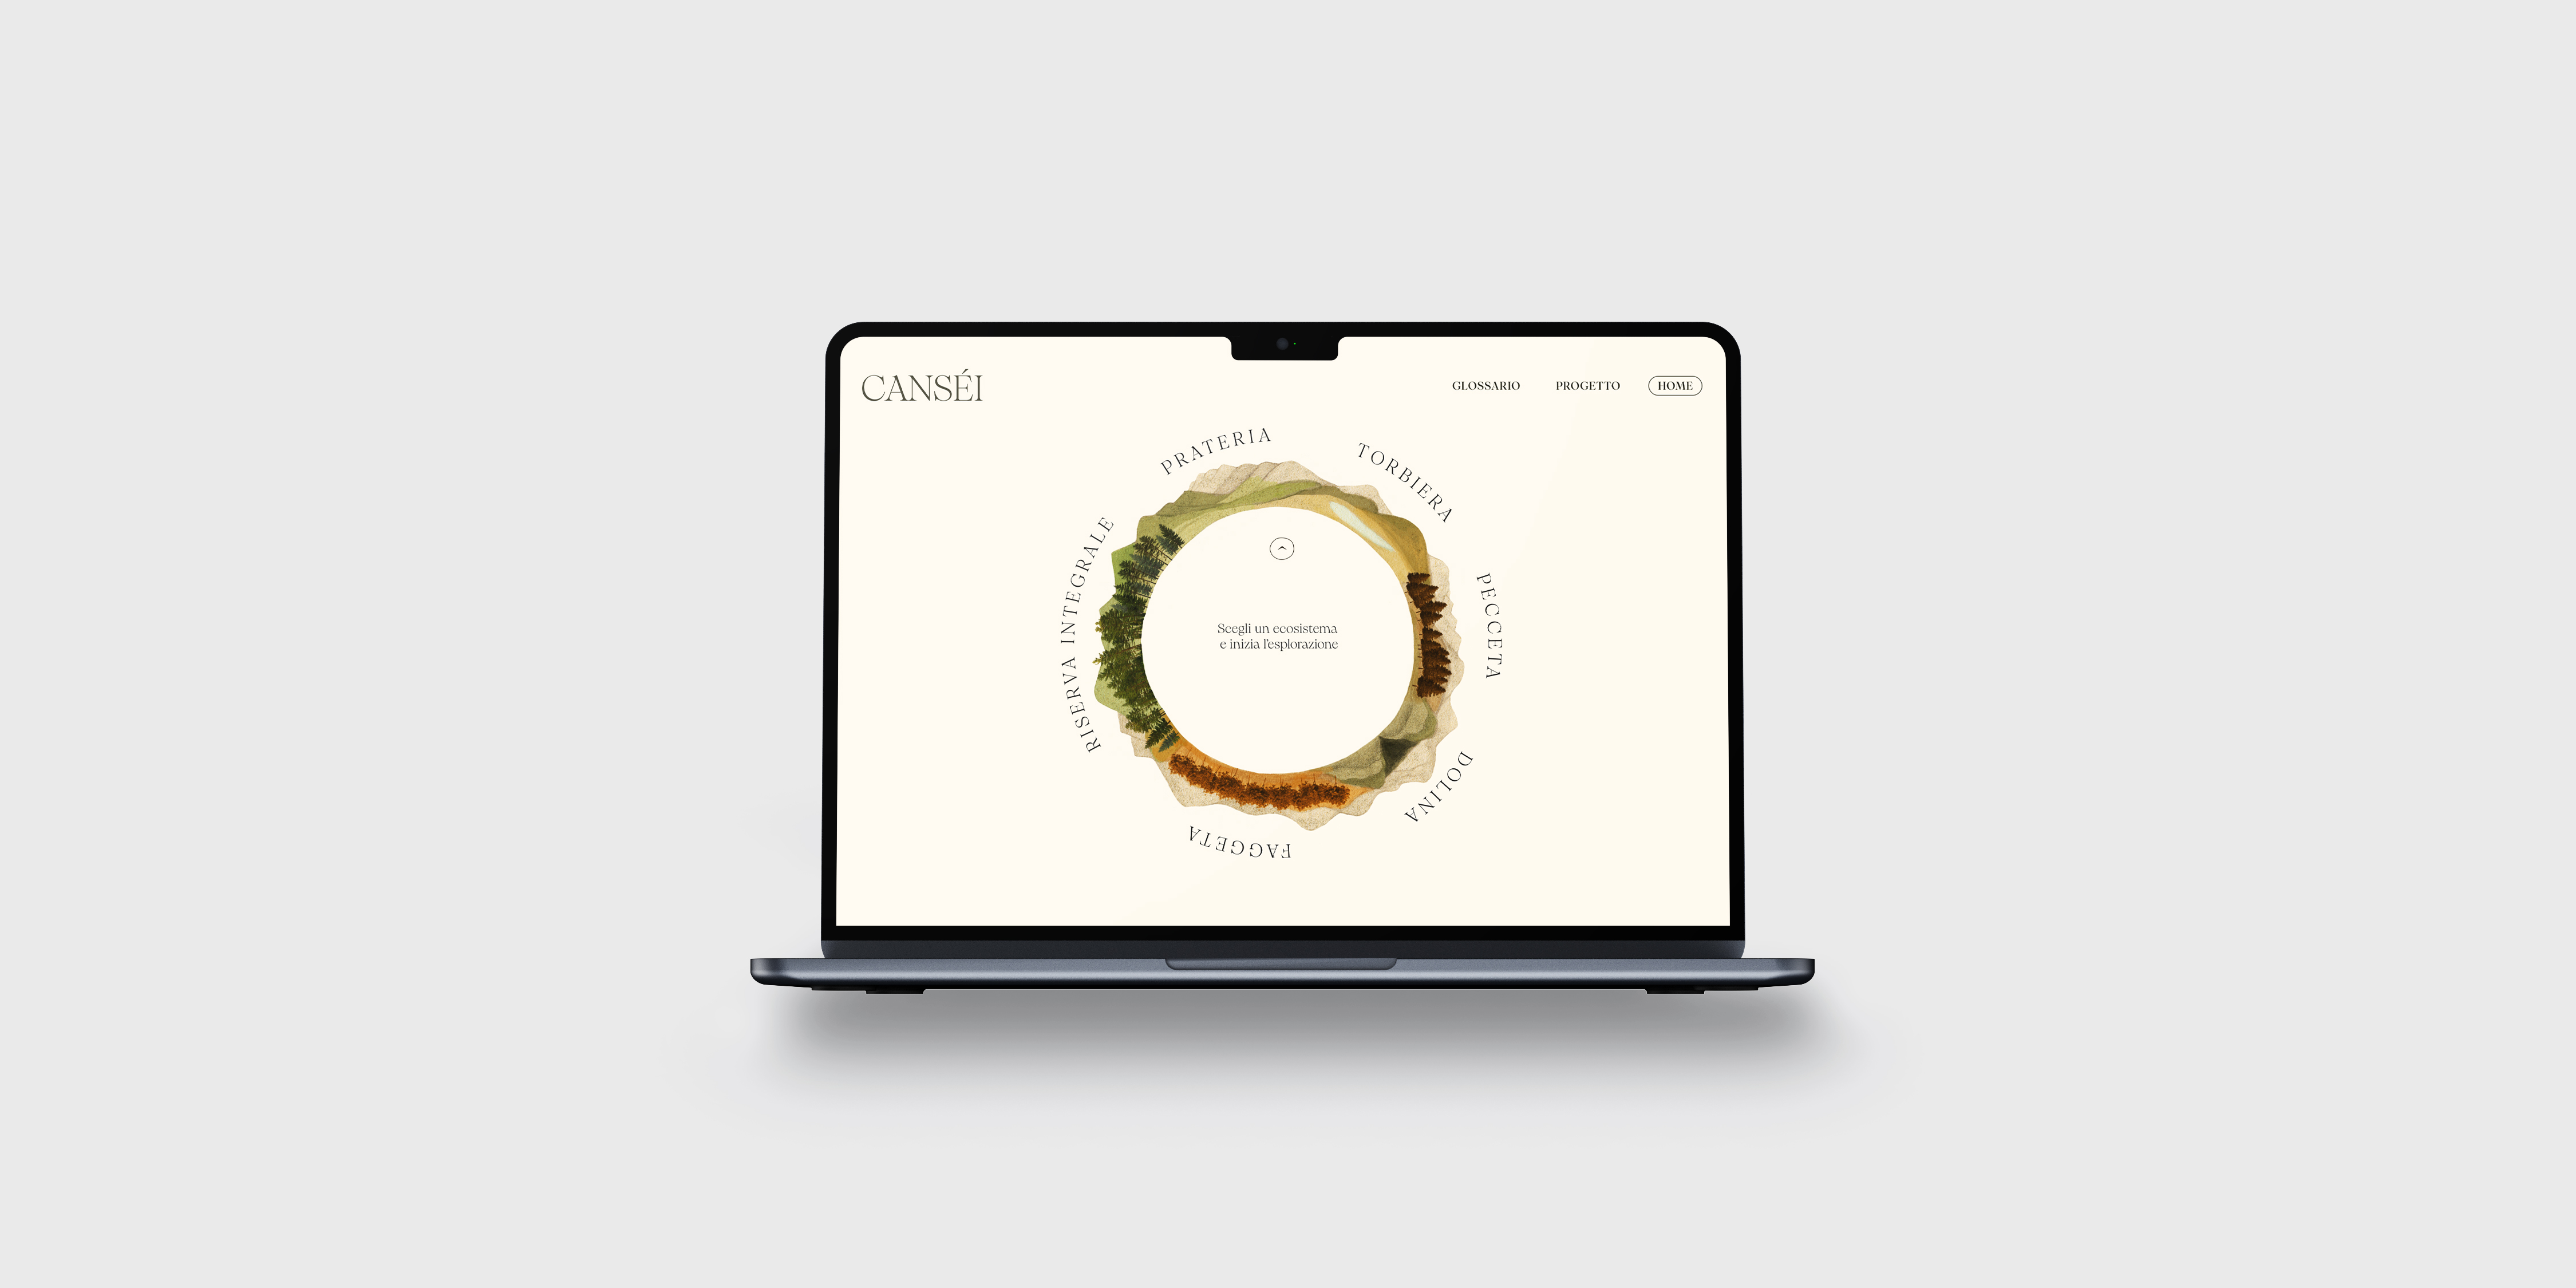 CANSÉI
GLOSSARIO
PROGETTO
HOME
PRATERIA
TORBIERA
PECCETA
DOLINA
FAGGETA
RISERVA INTEGRALE
Scegli un ecosistema
e inizia l'esplorazione